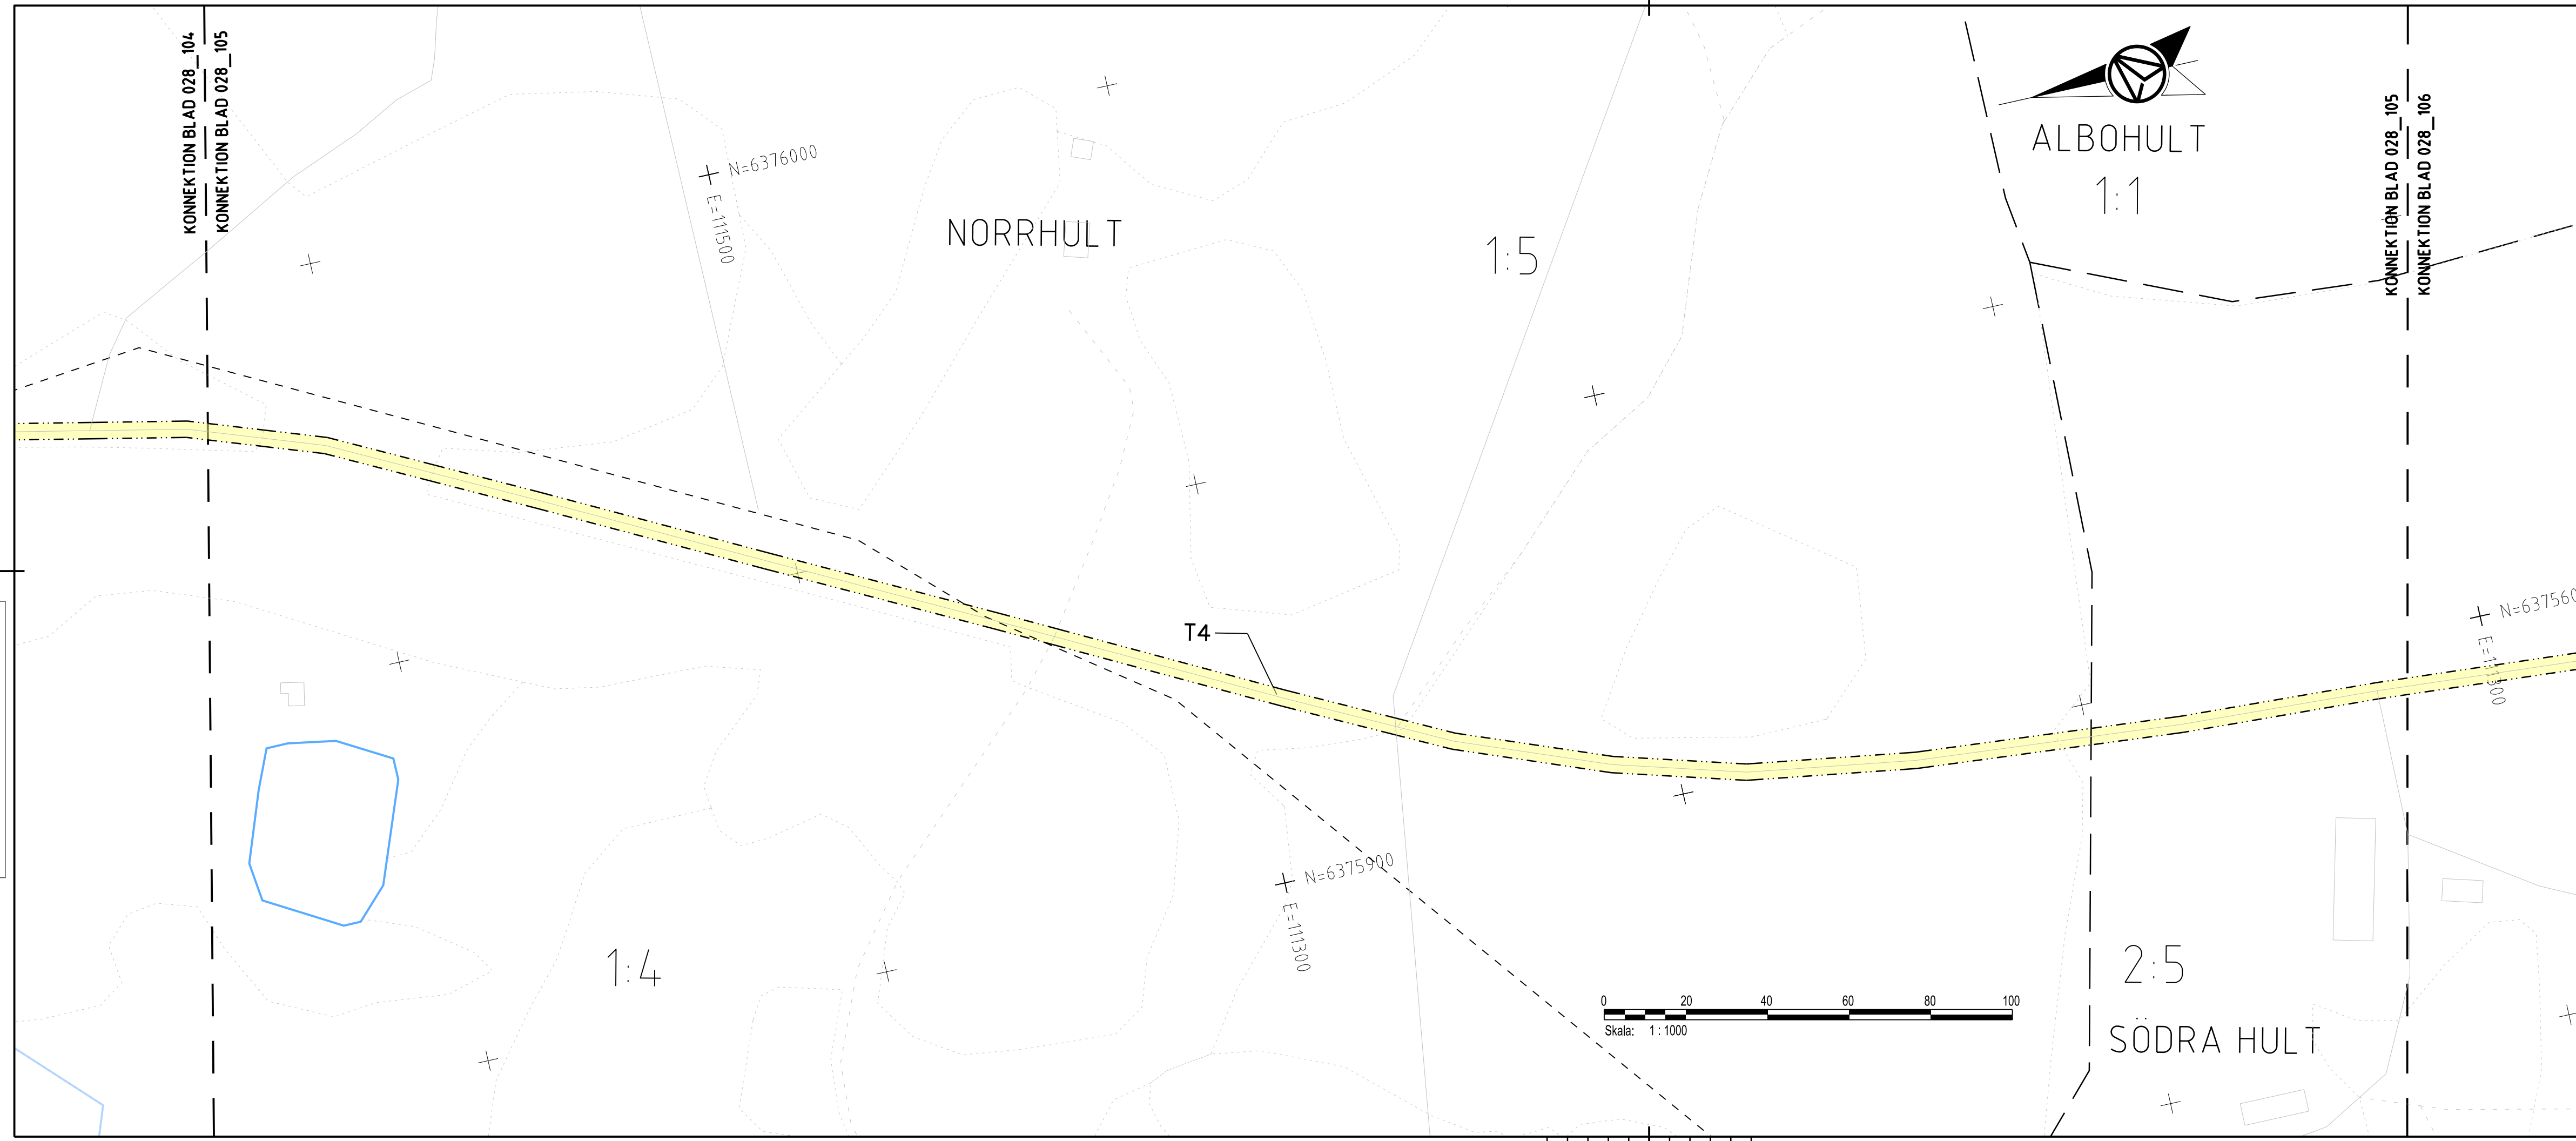 KONNEKTION BLAD 028_104
KONNEKTION BLAD 028_105
N=6376000
E=111500
NORRHULT
1:5
ALBOHULT
1:1
KONNEKTION BLAD 028_105
KONNEKTION BLAD 028_106
T4
N=637560
E=111300
N=6375900
E=111300
1:4
2:5
SÖDRA HULT
0 20 40 60 80 100
Skala: 1 : 1000